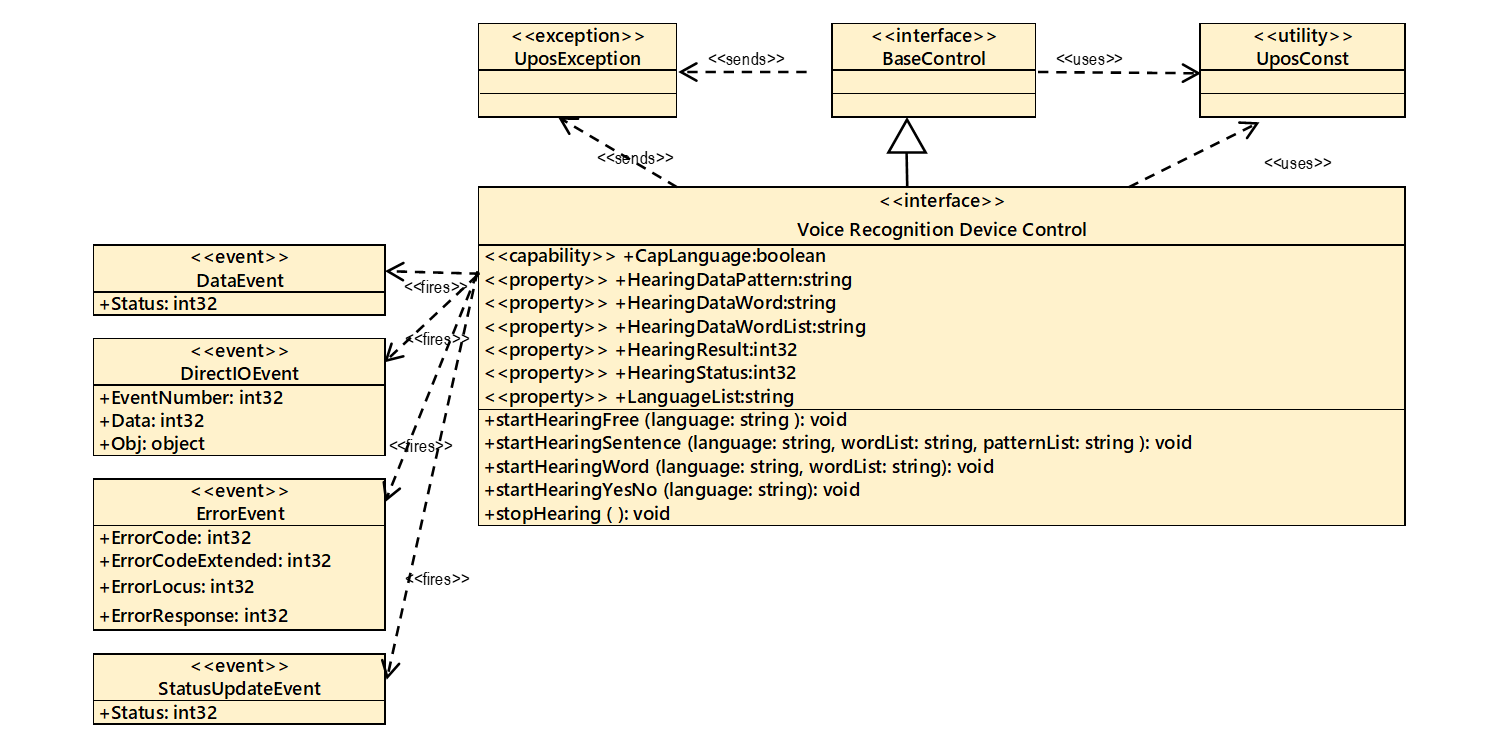 <<exception>>
UposException
<<sends>>
<<interface>>
BaseControl
<<uses>>
<<utility>>
UposConst
<<sends>>
<<uses>>
<<interface>>
Voice Recognition Device Control
<<capability>> +CapLanguage:boolean
<<property>> +HearingDataPattern:string
<<property>> +HearingDataWord:string
<<property>> +HearingDataWordList:string
<<property>> +HearingResult:int32
<<property>> +HearingStatus:int32
<<property>> +LanguageList:string
+startHearingFree (language: string ): void
+startHearingSentence (language: string, wordList: string, patternList: string ): void
+startHearingWord (language: string, wordList: string): void
+startHearingYesNo (language: string): void
+stopHearing ( ): void
<<event>>
DataEvent
+Status: int32
<<fires>>
<<event>>
DirectIOEvent
+EventNumber: int32
+Data: int32
+Obj: object
<<fires>>
<<event>>
ErrorEvent
+ErrorCode: int32
+ErrorCodeExtended: int32
+ErrorLocus: int32
+ErrorResponse: int32
<<fires>>
<<event>>
StatusUpdateEvent
+Status: int32
<<fires>>